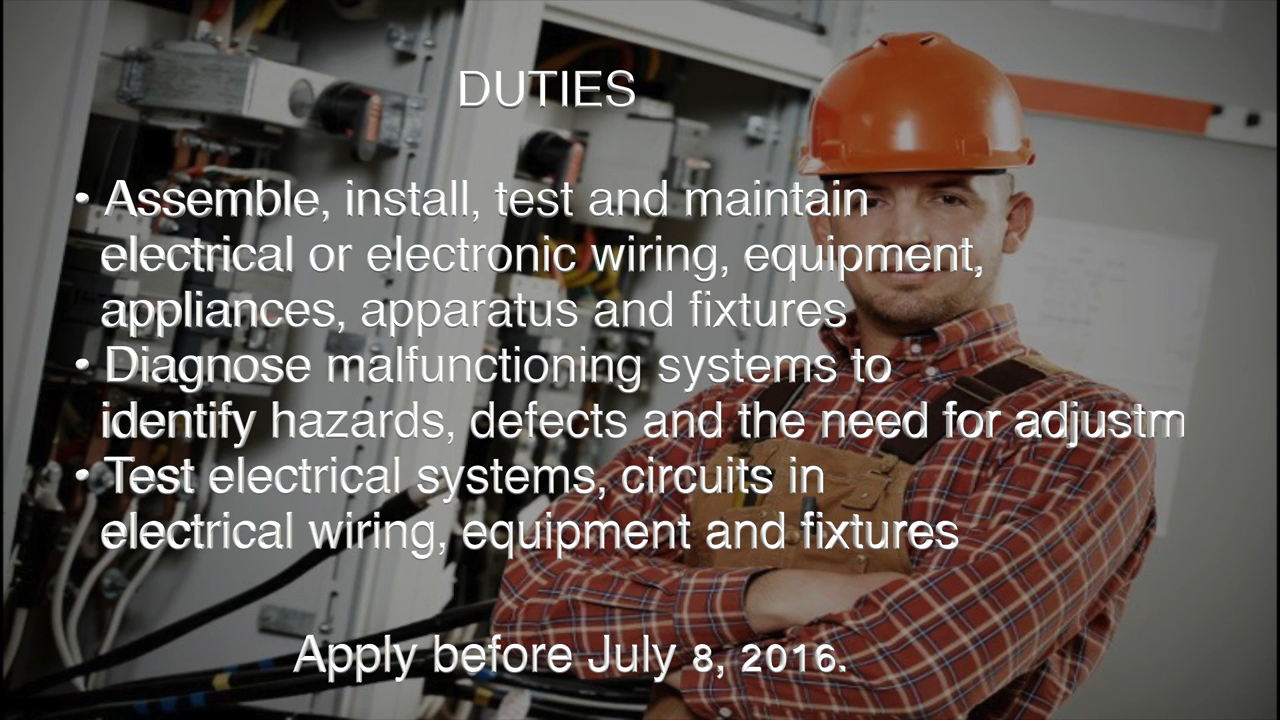 DUTIES
• Assemble, install, test and maintain
electrical or electronic wiring, equipment,
appliances, apparatus and fixtures
• Diagnose malfunctioning systems to
identify hazards, defects and the need for adjustm
• Test electrical systems, circuits in
electrical wiring, equipment and fixtures
Apply before July 8, 2016.